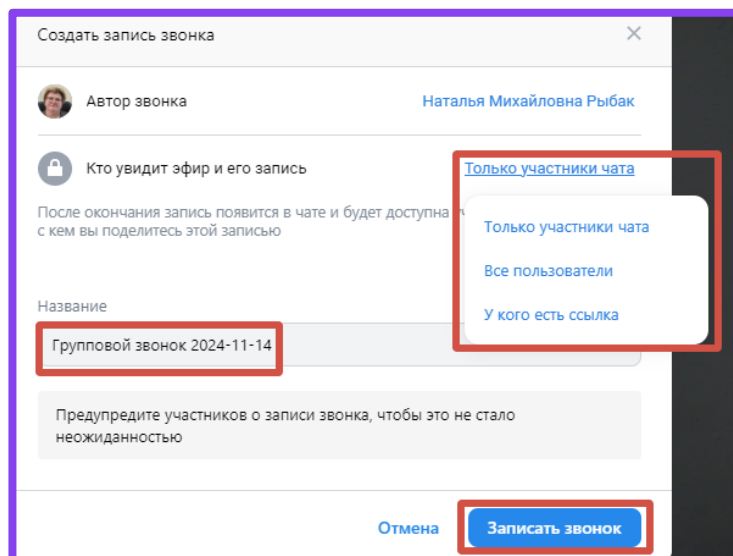 Создать запись звонка
Автор звонка
Наталья Михайловна Рыбак
Кто увидит эфир и его запись
Только участники чата
После окончания запись появится в чате и будет доступна
с кем вы поделитесь этой записью
Только участники чата
Все пользователи
У кого есть ссылка
Название
Групповой звонок 2024-11-14
Предупредите участников о записи звонка, чтобы это не стало
неожиданностью
Отмена
Записать звонок